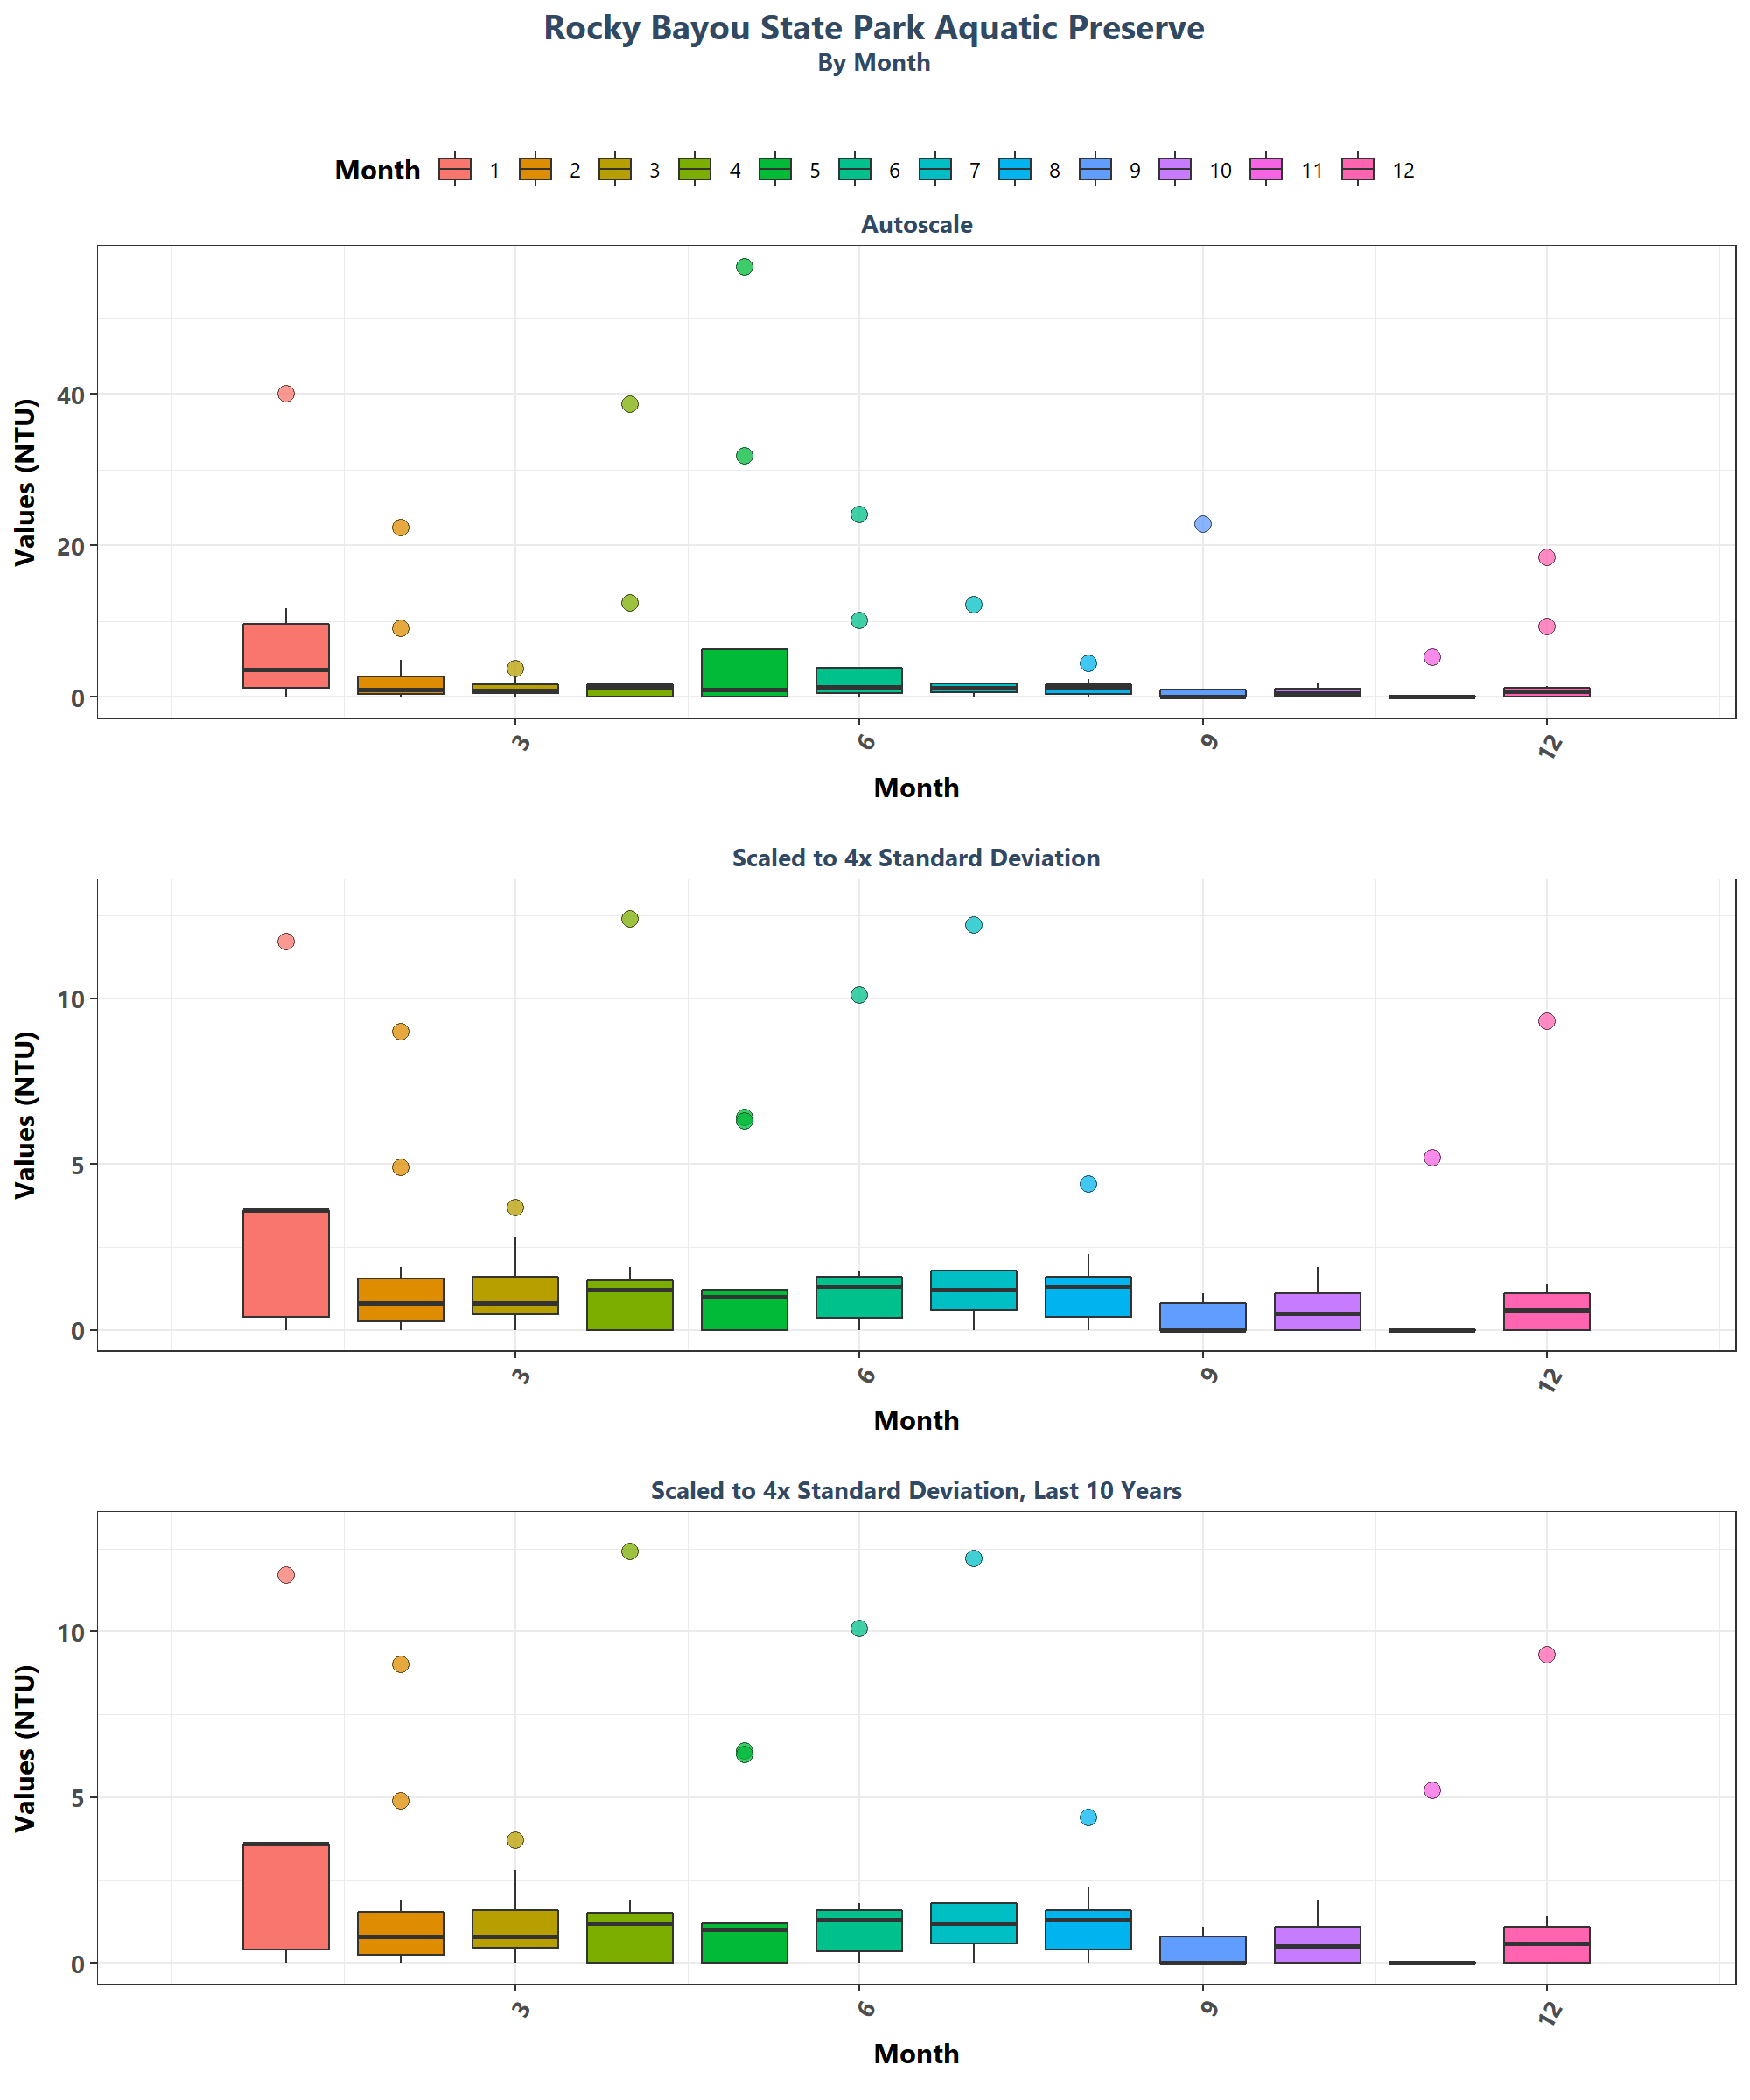 Rocky Bayou State Park Aquatic Preserve
By Month
Month 1 2 3 4 5 6 7 8 9 10 11 12
Autoscale
Values (NTU)
40
20
0
3 6 9 12
Month
Scaled to 4x Standard Deviation
Values (NTU)
10
5
0
3 6 9 12
Month
Scaled to 4x Standard Deviation, Last 10 Years
Values (NTU)
10
5
0
3 6 9 12
Month